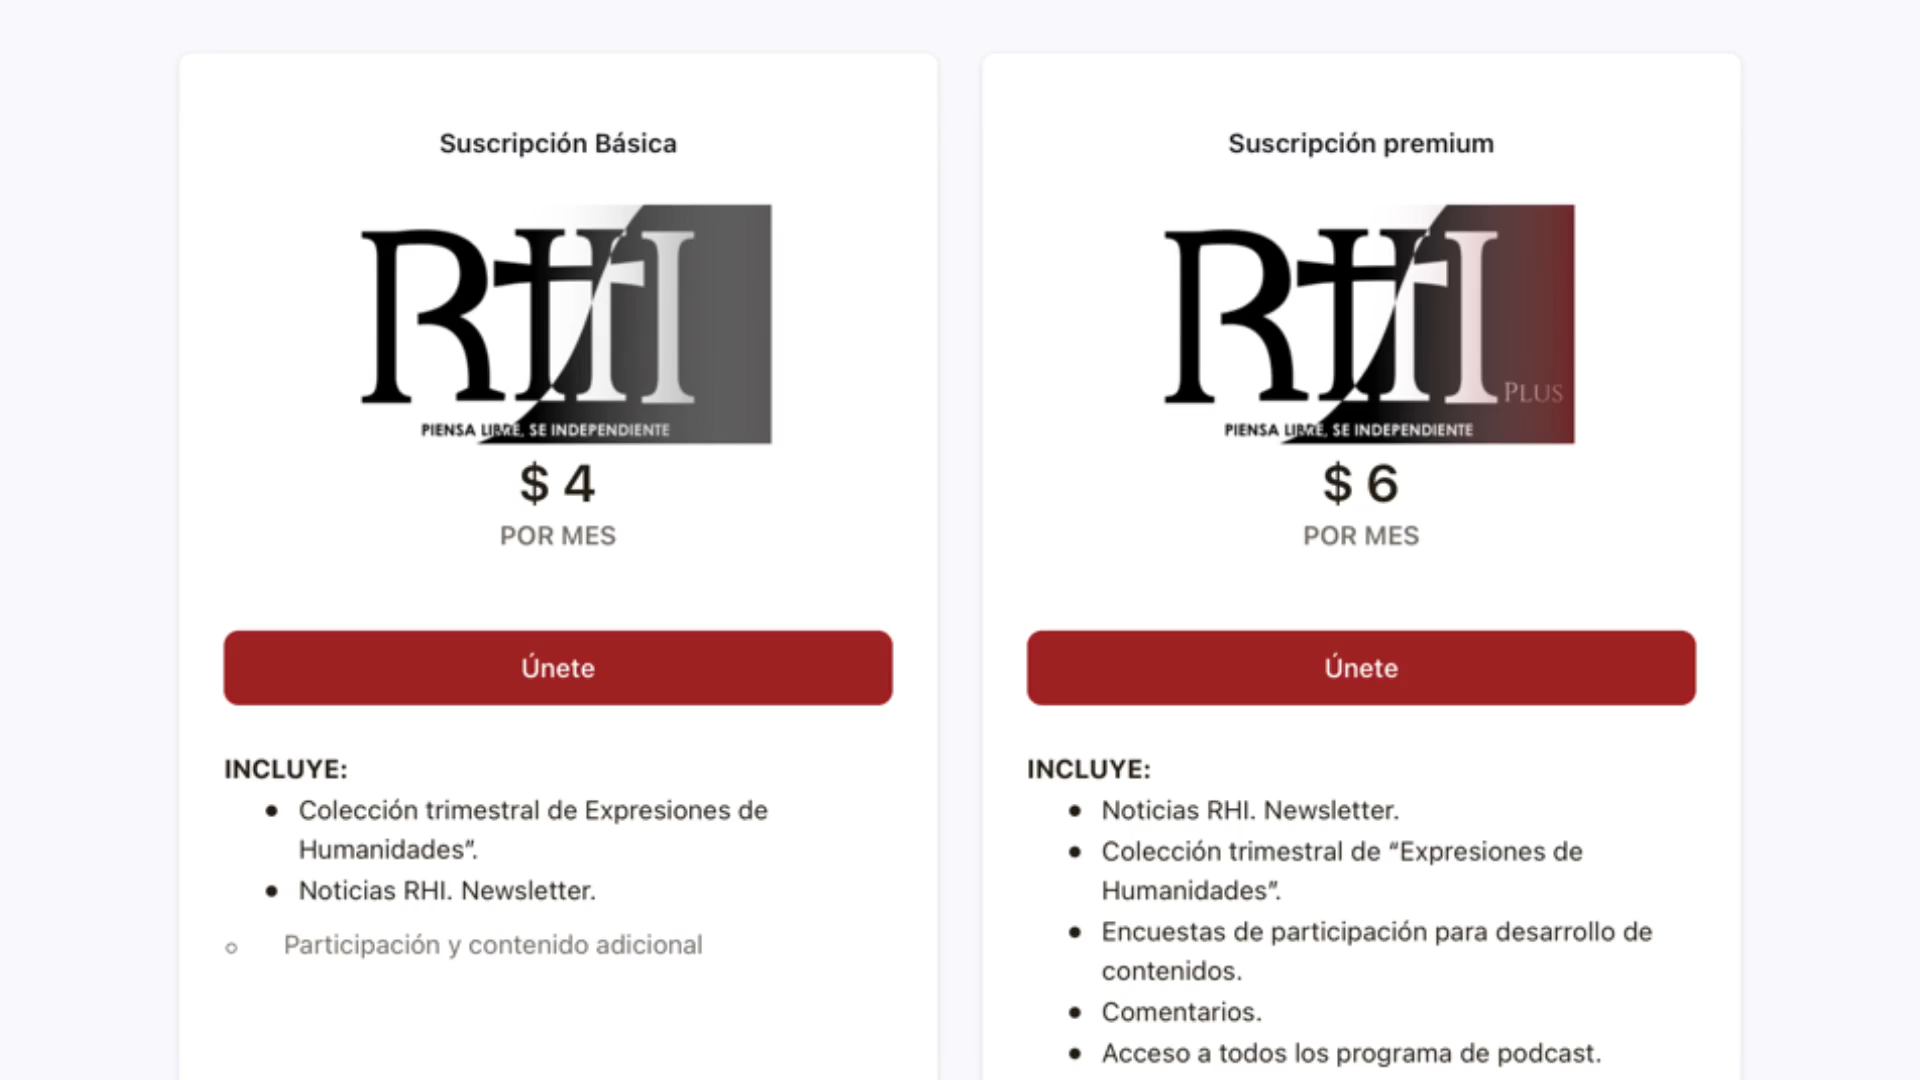 Suscripción Básica
RHI
PIENSA LIBRE, SE INDEPENDIENTE
$ 4
POR MES
Únete
INCLUYE:
Colección trimestral de Expresiones de
Humanidades”.
Noticias RHI. Newsletter.
Participación y contenido adicional
Suscripción premium
RHI
PLUS
PIENSA LIBRE, SE INDEPENDIENTE
$ 6
POR MES
Únete
INCLUYE:
Noticias RHI. Newsletter.
Colección trimestral de “Expresiones de
Humanidades”.
Encuestas de participación para desarrollo de
contenidos.
Comentarios.
Acceso a todos los programa de podcast.